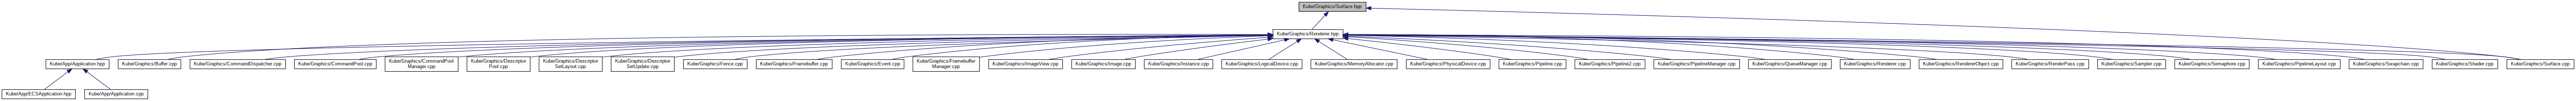 Kube/Graphics/Surface.hpp
Kube/Graphics/Renderer.hpp
Kube/App/Application.hpp
Kube/Graphics/Buffer.cpp
Kube/Graphics/CommandDispatcher.cpp
Kube/Graphics/CommandPool.cpp
Kube/Graphics/CommandPool
Manager.cpp
Kube/Graphics/Descriptor
Pool.cpp
Kube/Graphics/Descriptor
SetLayout.cpp
Kube/Graphics/Descriptor
SetUpdate.cpp
Kube/Graphics/Fence.cpp
Kube/Graphics/Framebuffer.cpp
Kube/Graphics/Event.cpp
Kube/Graphics/Framebuffer
Manager.cpp
Kube/Graphics/ImageView.cpp
Kube/Graphics/Image.cpp
Kube/Graphics/Instance.cpp
Kube/Graphics/LogicalDevice.cpp
Kube/Graphics/MemoryAllocator.cpp
Kube/Graphics/PhysicalDevice.cpp
Kube/Graphics/Pipeline.cpp
Kube/Graphics/Pipeline2.cpp
Kube/Graphics/PipelineManager.cpp
Kube/Graphics/QueueManager.cpp
Kube/Graphics/Renderer.cpp
Kube/Graphics/RendererObject.cpp
Kube/Graphics/RenderPass.cpp
Kube/Graphics/Sampler.cpp
Kube/Graphics/Semaphore.cpp
Kube/Graphics/PipelineLayout.cpp
Kube/Graphics/Swapchain.cpp
Kube/Graphics/Shader.cpp
Kube/Graphics/Surface.cpp
Kube/App/ECSApplication.hpp
Kube/App/Application.cpp